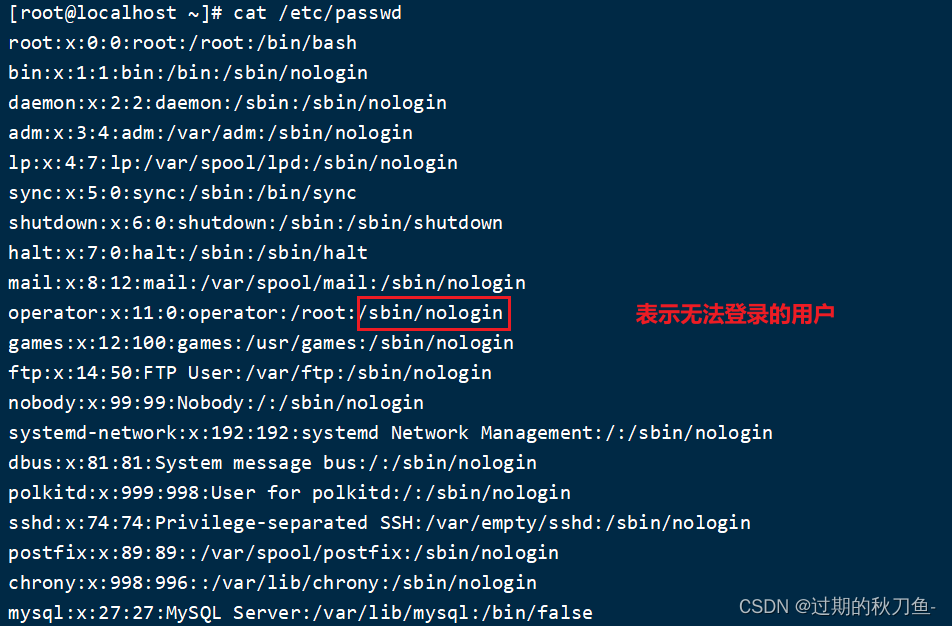 [root@localhost ~]# cat /etc/passwd
root:x:0:0:root:/root:/bin/bash
bin:x:1:1:bin:/bin:/sbin/nologin
daemon:x:2:2:daemon:/sbin:/sbin/nologin
adm:x:3:4:adm:/var/adm:/sbin/nologin
lp:x:4:7:lp:/var/spool/lpd:/sbin/nologin
sync:x:5:0:sync:/sbin:/bin/sync
shutdown:x:6:0:shutdown:/sbin:/sbin/shutdown
halt:x:7:0:halt:/sbin:/sbin/halt
mail:x:8:12:mail:/var/spool/mail:/sbin/nologin
operator:x:11:0:operator:/root:/sbin/nologin 表示无法登录的用户
games:x:12:100:games:/usr/games:/sbin/nologin
ftp:x:14:50:FTP User:/var/ftp:/sbin/nologin
nobody:x:99:99:Nobody:/:/sbin/nologin
systemd-network:x:192:192:systemd Network Management:/:/sbin/nologin
dbus:x:81:81:System message bus:/:/sbin/nologin
polkitd:x:999:998:User for polkitd:/:/sbin/nologin
sshd:x:74:74:Privilege-separated SSH:/var/empty/sshd:/sbin/nologin
postfix:x:89:89::/var/spool/postfix:/sbin/nologin
chrony:x:998:996::/var/lib/chrony:/sbin/nologin
mysql:x:27:27:MySQL Server:/var/lib/mysql:/bin/false
CSDN @过期的秋刀鱼-